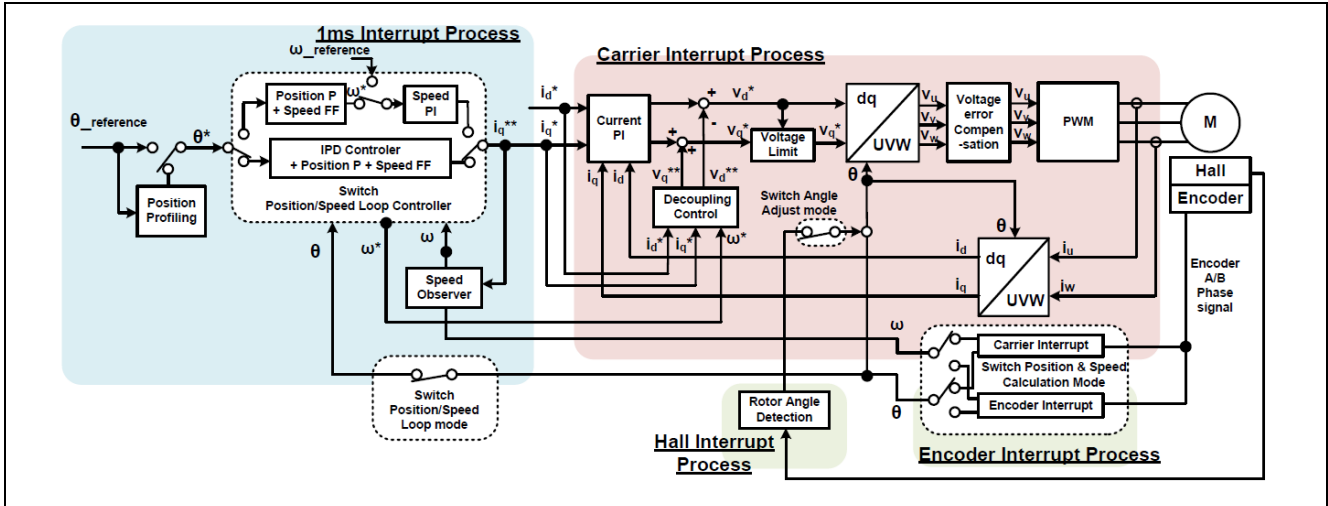 1ms Interrupt Process
ω_reference
Position P
+ Speed FF
ω*
Speed
PI
θ_reference
θ*
IPD Controler
+ Position P + Speed FF
Switch
Position/Speed Loop Controller
Position
Profiling
iq**
iq*
id*
θ
ω*
ω
Speed
Observer
Switch
Position/Speed
Loop mode
Carrier Interrupt Process
Current
PI
iq
id
+
-
+
+
vd*
vq*
Voltage
Limit
vq*
vq**
vd**
Decoupling
Control
id*
iq*
ω*
Switch Angle
Adjust mode
dq
UVW
θ
vu
vv
vw
Voltage
error
Compen
-sation
vu
vv
vw
PWM
M
Hall
Encoder
θ
id
iq
dq
UVW
iu
iw
Encoder
A/B
Phase
signal
ω
θ
Carrier Interrupt
Switch Position & Speed
Calculation Mode
Encoder Interrupt
Rotor Angle
Detection
Hall Interrupt
Process
Encoder Interrupt Process